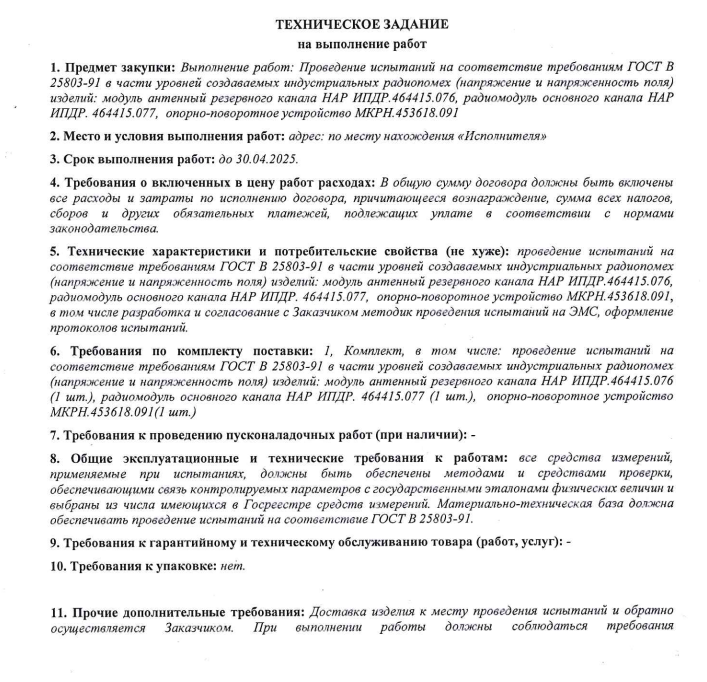 ТЕХНИЧЕСКОЕ ЗАДАНИЕ
на выполнение работ
1. Предмет закупки: Выполнение работ: Проведение испытаний на соответствие требованиям ГОСТ В
25803-91 в части уровней создаваемых индустриальных радиопомех (напряжение и напряженность поля)
изделий: модуль антенный резервного канала НАР ИПДР.464415.076, радиомодуль основного канала НАР
ИПДР. 464415.077, опорно-поворотное устройство МКРН.453618.091
2. Место и условия выполнения работ: адрес: по месту нахождения «Исполнителя»
3. Срок выполнения работ: до 30.04.2025.
4. Требования о включенных в цену работ расходах: В общую сумму договора должны быть включены
все расходы и затраты по исполнению договора, причитающееся вознаграждение, сумма всех налогов,
сборов и других обязательных платежей, подлежащих уплате в соответствии с нормами
законодательства.
5. Технические характеристики и потребительские свойства (не хуже): проведение испытаний на
соответствие требованиям ГОСТ В 25803-91 в части уровней создаваемых индустриальных радиопомех
(напряжение и напряженность поля) изделий: модуль антенный резервного канала НАР ИПДР.464415.076,
радиомодуль основного канала НАР ИПДР. 464415.077, опорно-поворотное устройство МКРН.453618.091,
в том числе разработка и согласование с Заказчиком методик проведения испытаний на ЭМС, оформление
протоколов испытаний.
6. Требования по комплекту поставки: 1, Комплект, в том числе: проведение испытаний на
соответствие требованиям ГОСТ В 25803-91 в части уровней создаваемых индустриальных радиопомех
(напряжение и напряженность поля) изделий: модуль антенный резервного канала НАР ИПДР.464415.076
(1 шт.), радиомодуль основного канала НАР ИПДР. 464415.077 (1 шт.), опорно-поворотное устройство
МКРН.453618.091(1 шт.)
7. Требования к проведению пусконаладочных работ (при наличии): -
8. Общие эксплуатационные и технические требования к работам: все средства измерений,
применяемые при испытаниях, должны быть обеспечены методами и средствами проверки,
обеспечивающими связь контролируемых параметров с государственными эталонами физических величин и
выбраны из числа имеющихся в Госреестре средств измерений. Материально-техническая база должна
обеспечивать проведение испытаний на соответствие ГОСТ В 25803-91.
9. Требования к гарантийному и техническому обслуживанию товара (работ, услуг): -
10. Требования к упаковке: нет.
11. Прочие дополнительные требования: Доставка изделия к месту проведения испытаний и обратно
осуществляется Заказчиком. При выполнении работы должны соблюдаться требования